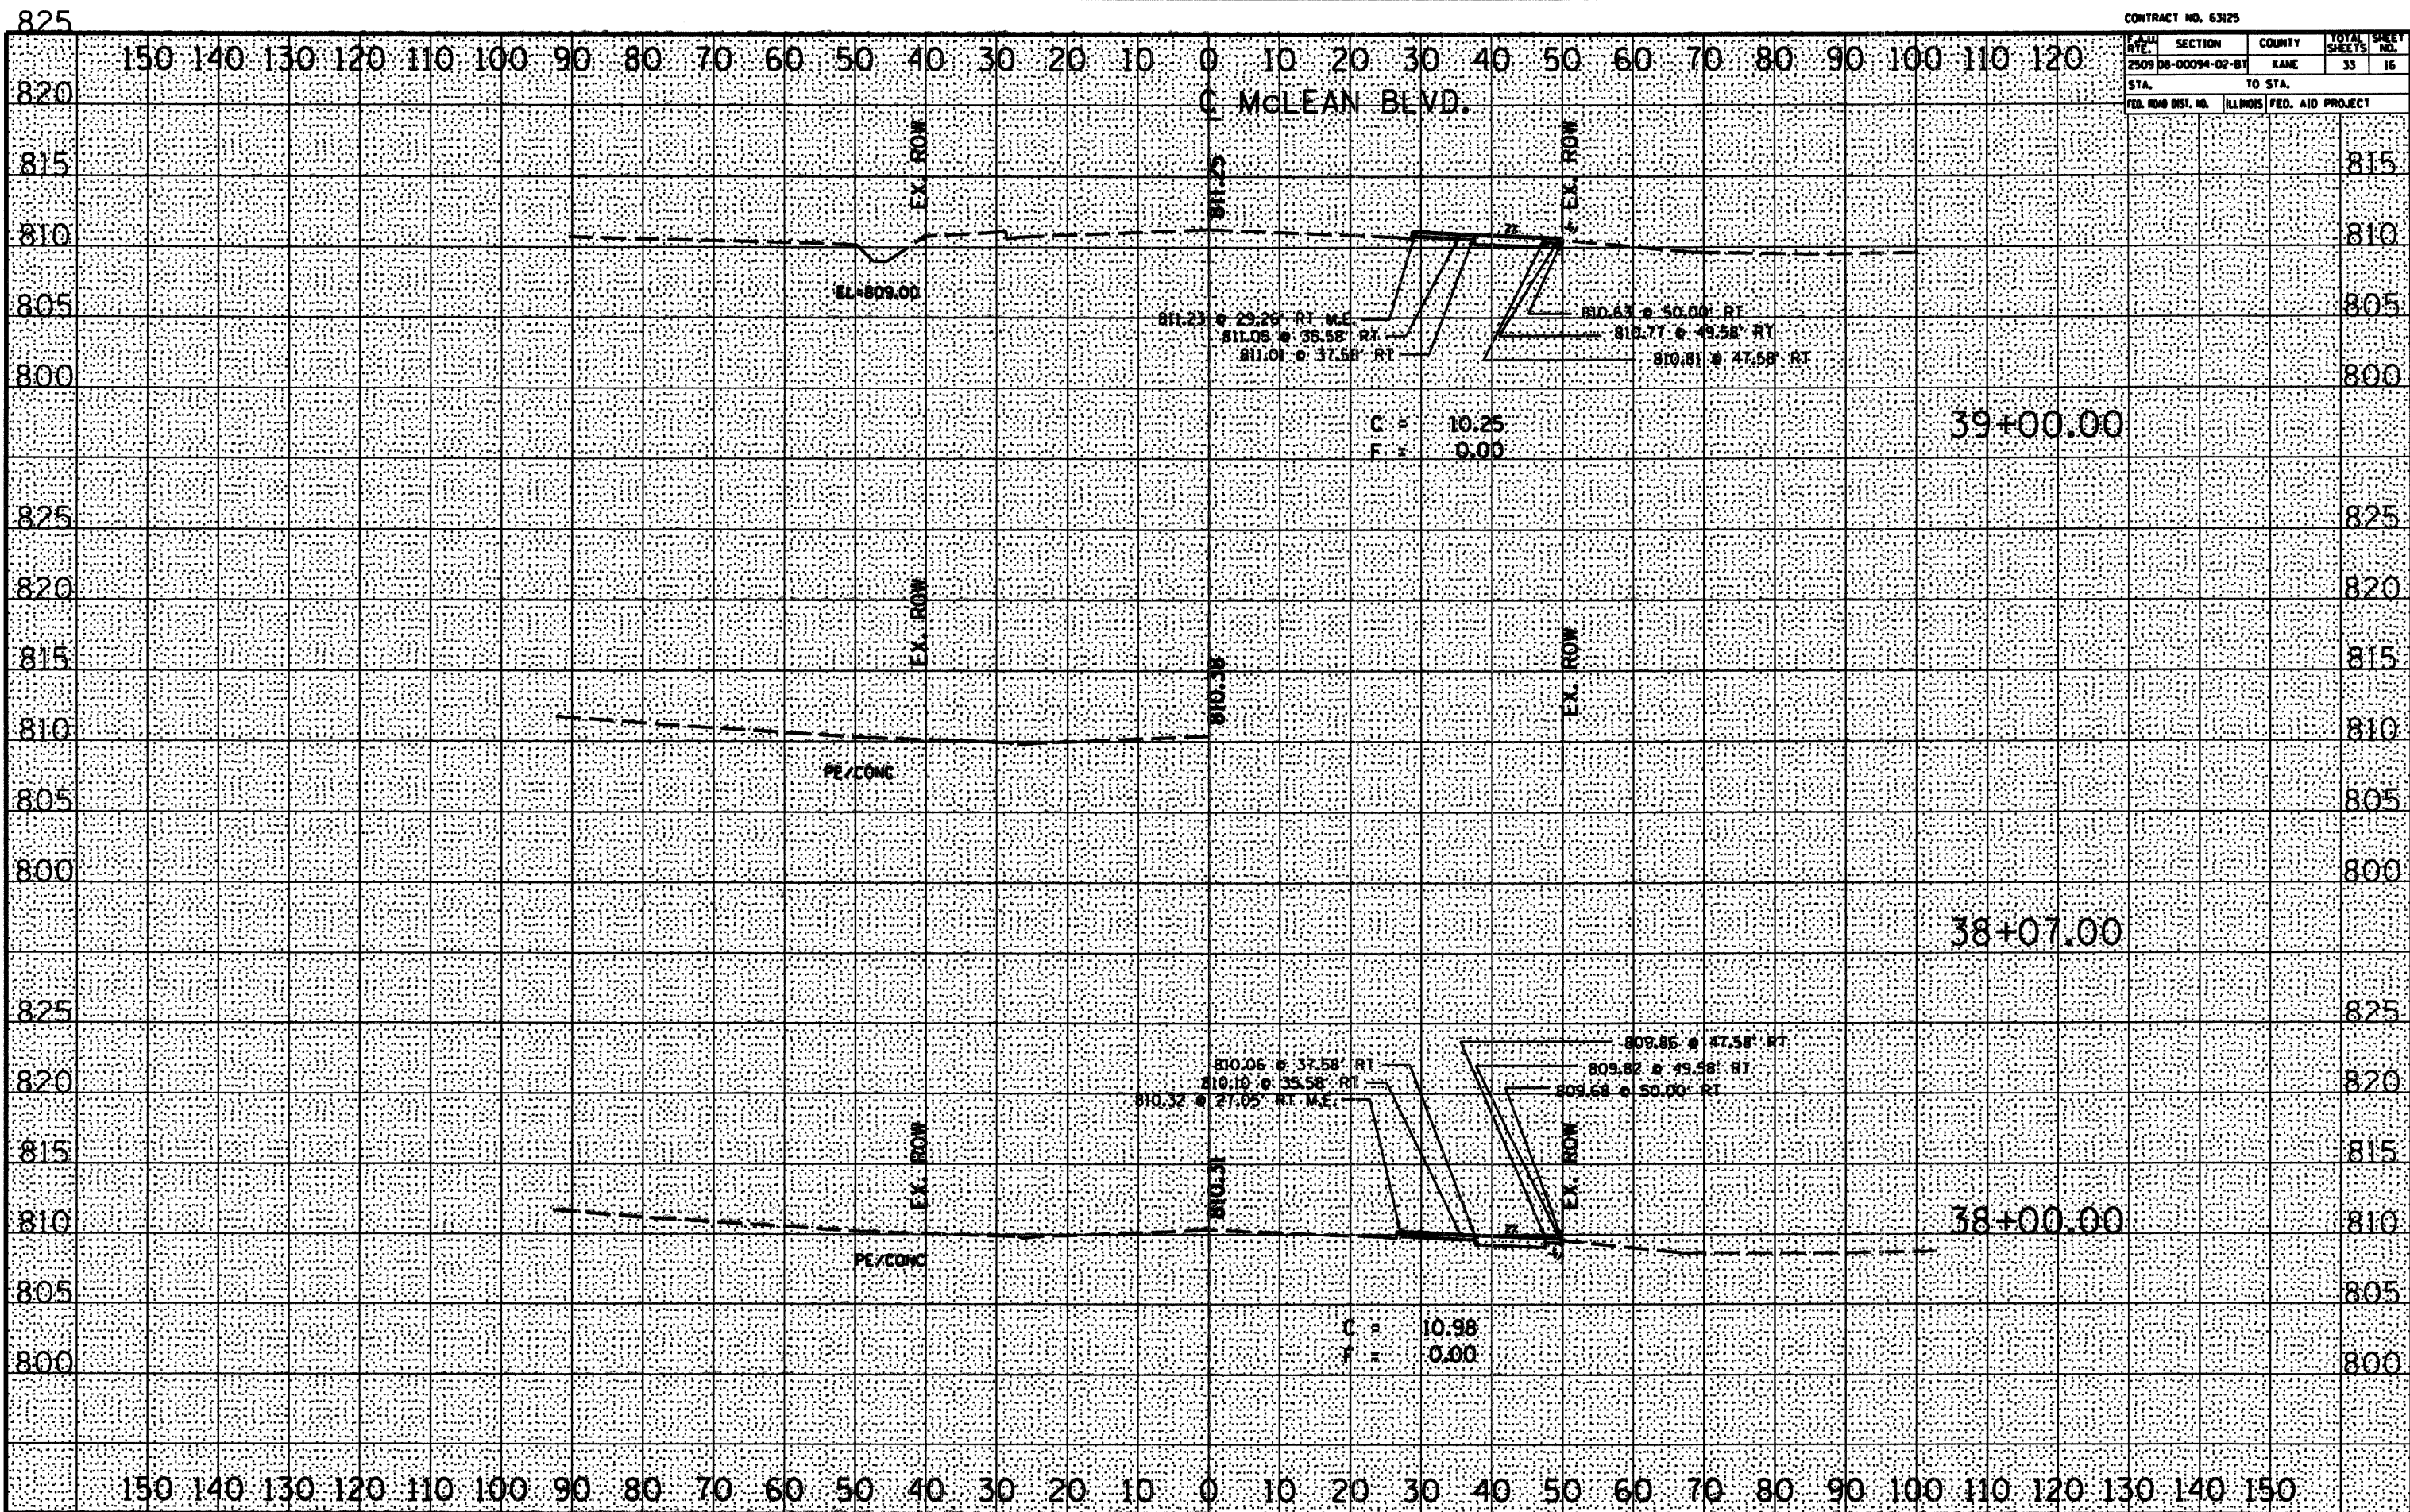 CONTRACT NO. 63125
F.A.U. RTE. SECTION COUNTY TOTAL SHEETS SHEET NO.
2509 08-00094-02-BT KANE 33 16
STA. TO STA.
FED. ROAD DIST. NO. ILLINOIS FED. AID PROJECT
825
150 140 130 120 110 100 90 80 70 60 50 40 30 20 10 0 10 20 30 40 50 60 70 80 90 100 110 120
820
℄ McLEAN BLVD.
EX. ROW
811.25
EX. ROW
815 815
810 810
EL=809.00
805 805
811.23 @ 29.26' RT M.E.
811.05 @ 35.58' RT
811.01 @ 37.58' RT
810.63 @ 50.00' RT
810.77 @ 49.58' RT
810.81 @ 47.58' RT
800 800
C = 10.25
F = 0.00
39+00.00
825 825
820 820
EX. ROW
810.38
EX. ROW
815 815
810 810
PE/CONC
805 805
800 800
38+07.00
825 825
809.86 @ 47.58' RT
809.82 @ 49.58' RT
809.68 @ 50.00' RT
810.06 @ 37.58' RT
810.10 @ 35.58' RT
810.32 @ 27.05' RT M.E.
820 820
EX. ROW
810.31
EX. ROW
815 815
810 810
38+00.00
PE/CONC
805 805
C = 10.98
F = 0.00
800 800
150 140 130 120 110 100 90 80 70 60 50 40 30 20 10 0 10 20 30 40 50 60 70 80 90 100 110 120 130 140 150